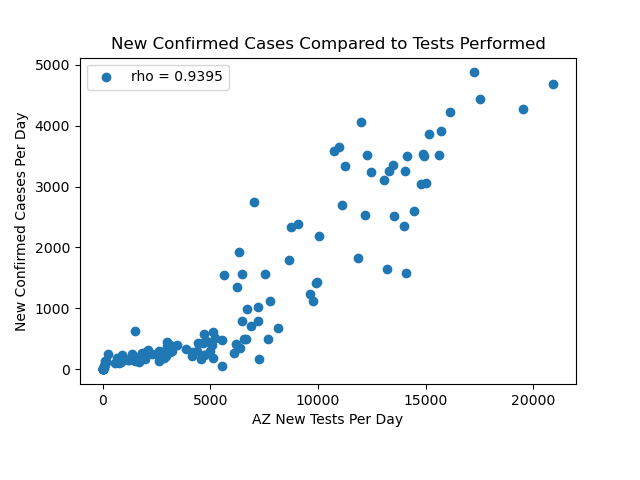 New Confirmed Cases Compared to Tests Performed
rho = 0.9395
New Confirmed Caeses Per Day
5000
4000
3000
2000
1000
0
0 5000 10000 15000 20000
AZ New Tests Per Day